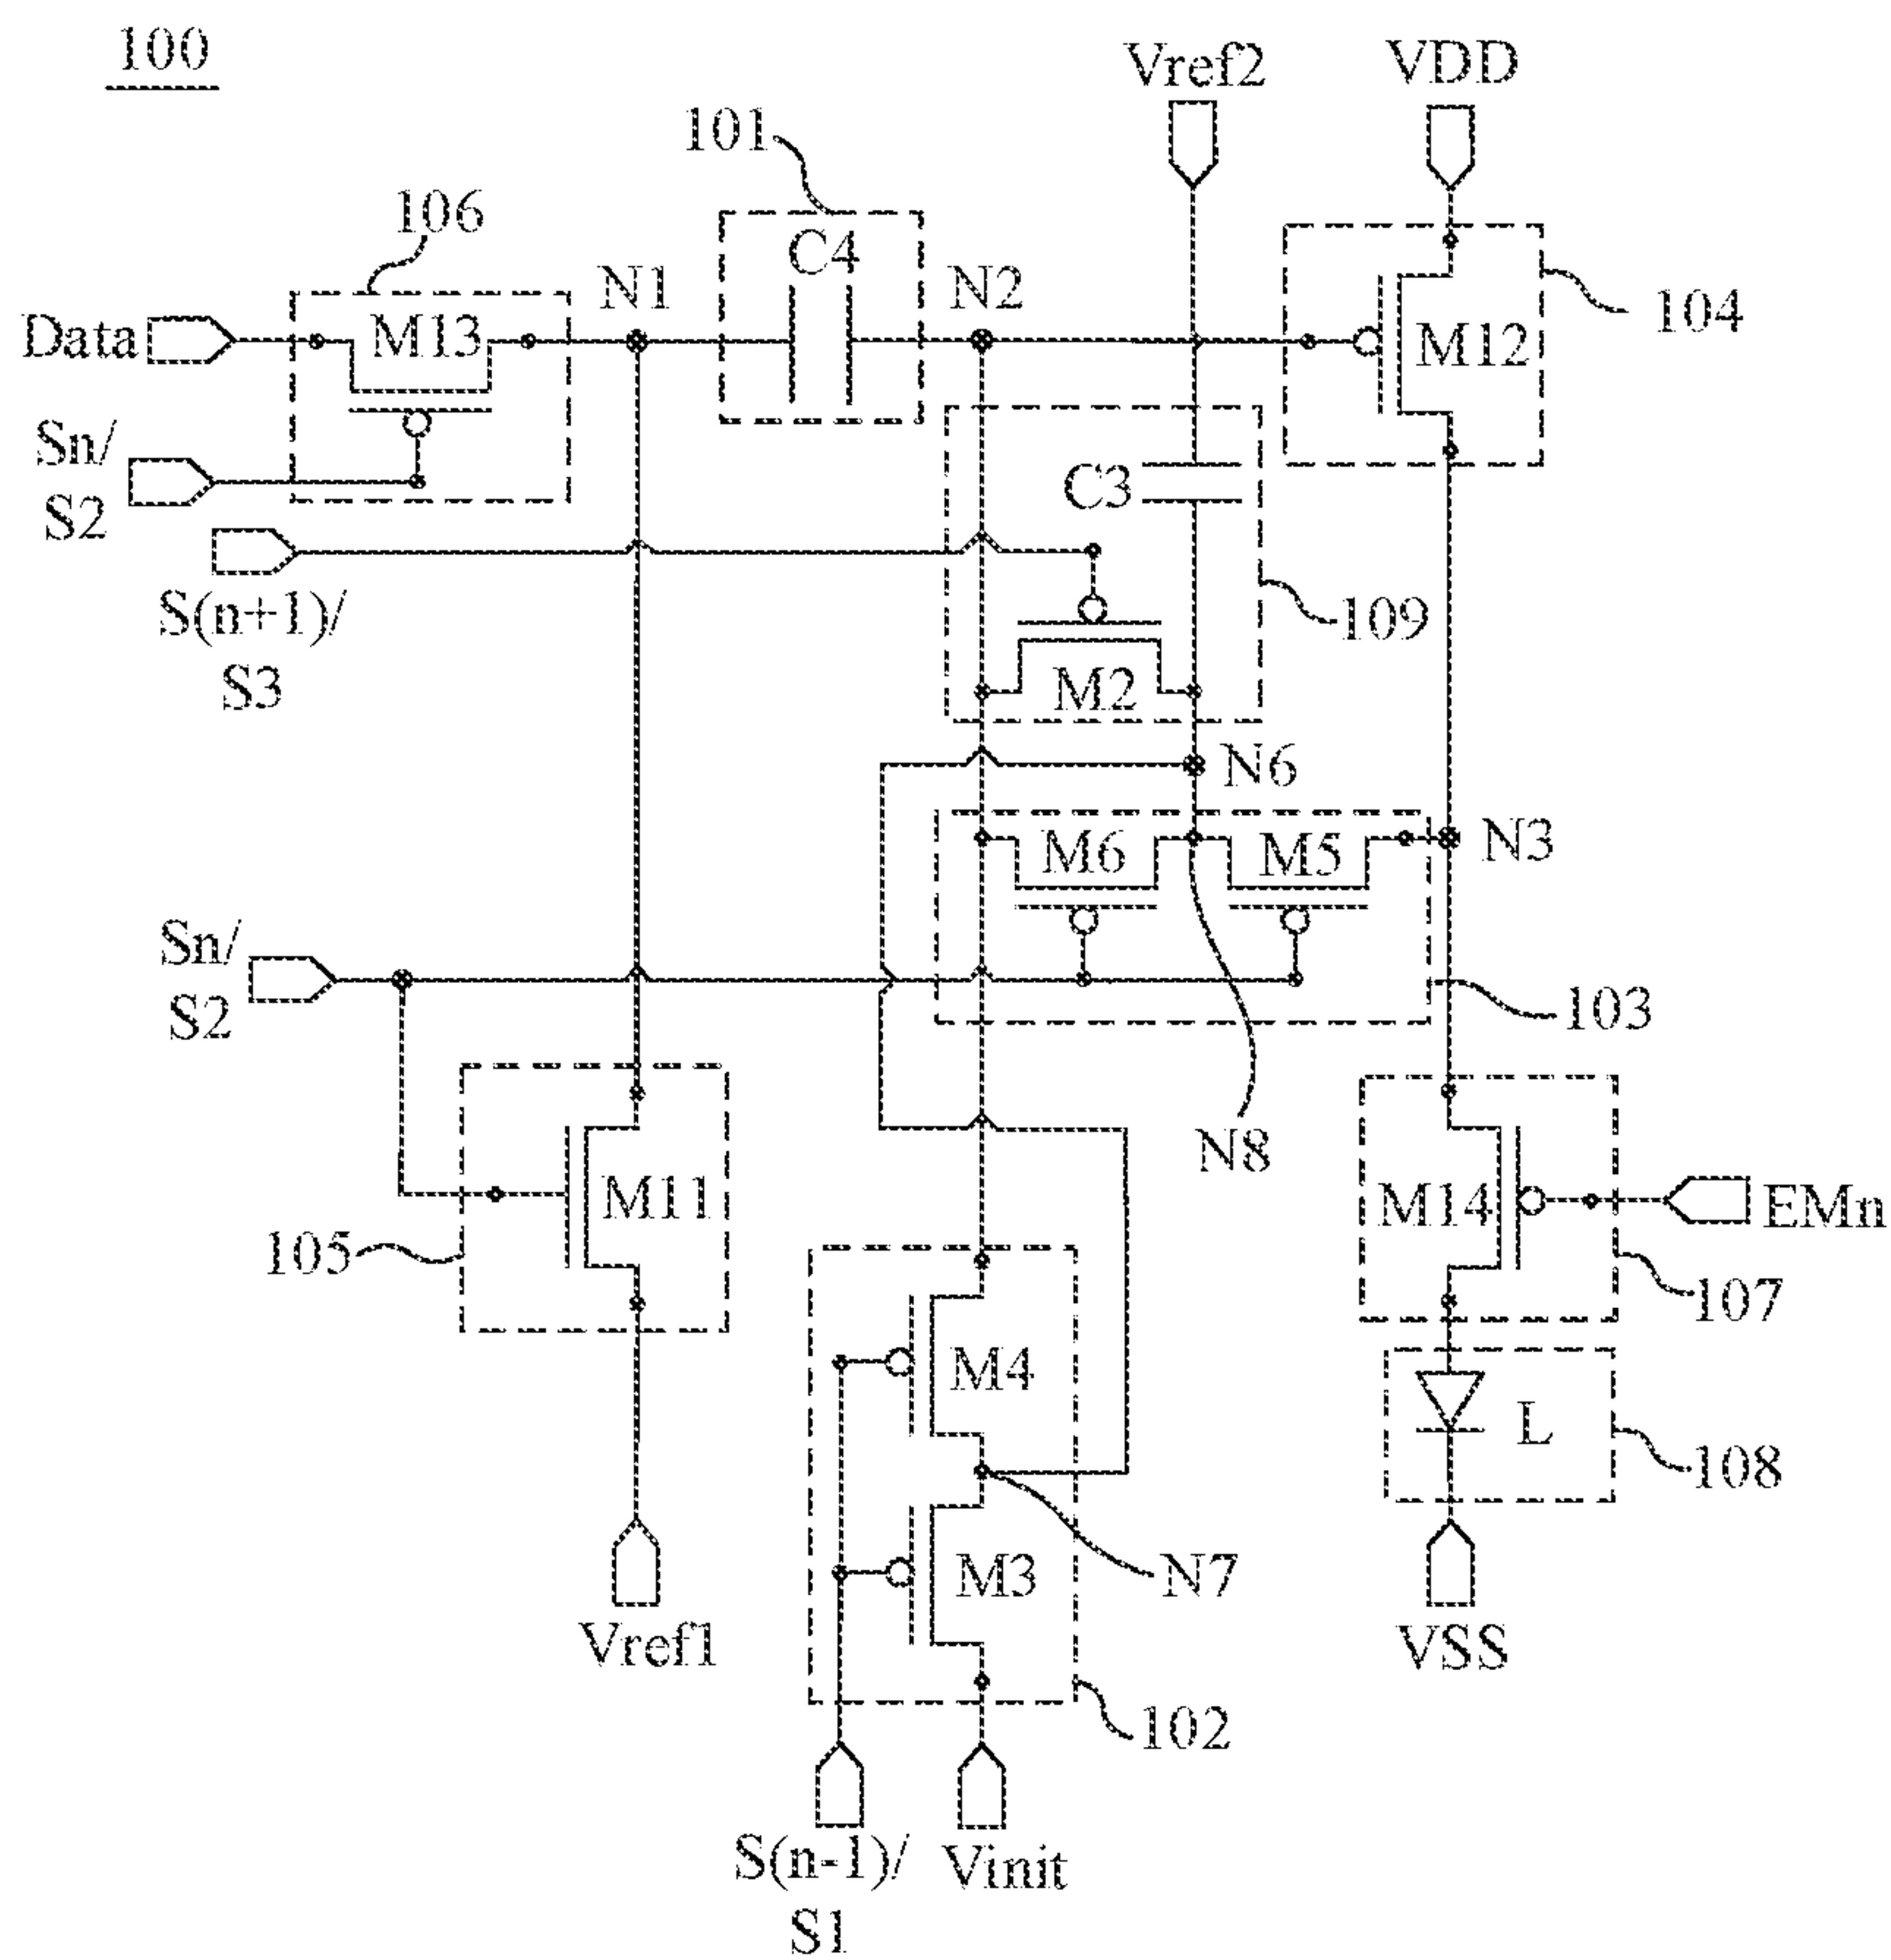 100
Vref2
VDD
101
106
C4
N1
N2
104
Data
M13
M12
Sn/
S2
C3
S(n+1)/
S3
109
M2
N6
M6
M5
N3
Sn/
S2
103
N8
M11
M14
EMn
105
107
M4
L
108
M3
N7
Vref1
VSS
102
S(n-1)/
S1
Vinit